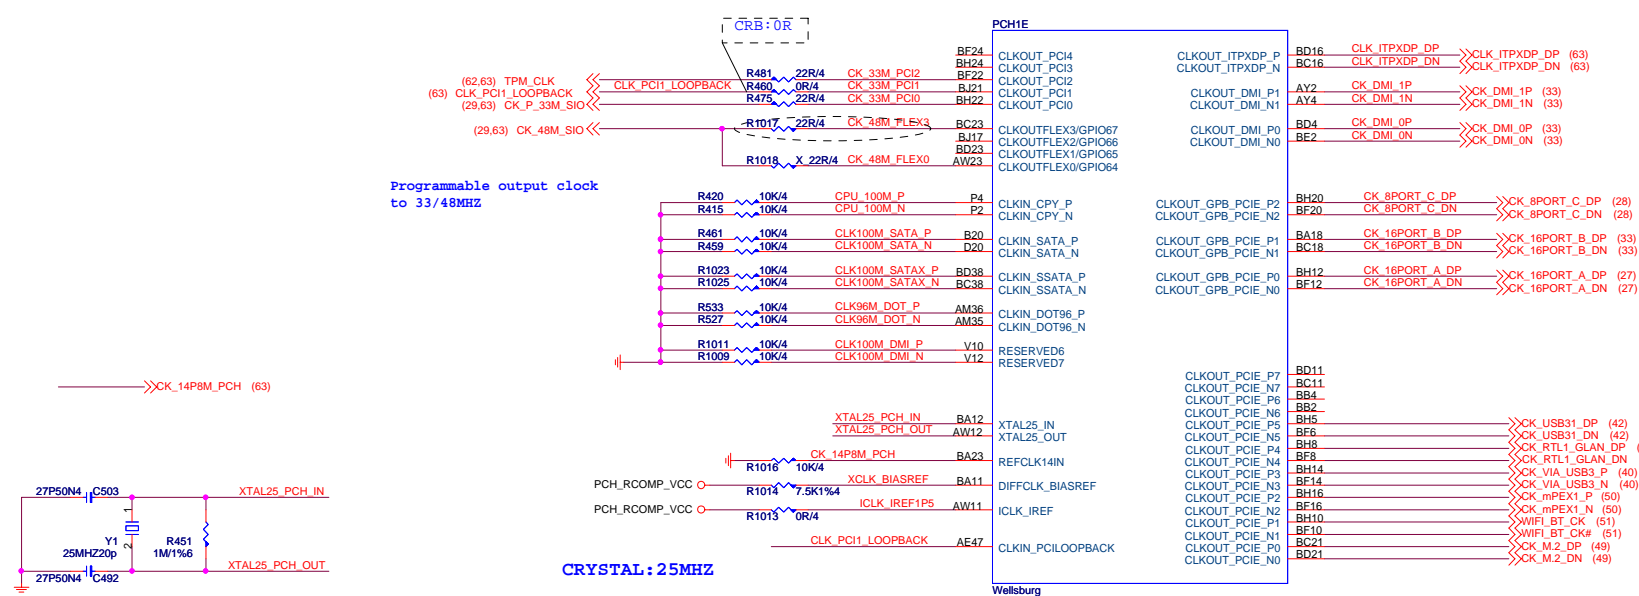 CRB:0R
PCH1E
BF24 CLKOUT_PCI4
BH24 CLKOUT_PCI3
(62,63) TPM_CLK R481 22R/4 CK_33M_PCI2 BF22 CLKOUT_PCI2
(63) CLK_PCI1_LOOPBACK CLK_PCI1_LOOPBACK R460 0R/4 CK_33M_PCI1 BJ21 CLKOUT_PCI1
(29,63) CK_P_33M_SIO R475 22R/4 CK_33M_PCI0 BH22 CLKOUT_PCI0
(29,63) CK_48M_SIO R1017 22R/4 CK_48M_FLEX3 BC23 CLKOUTFLEX3/GPIO67
BJ17 CLKOUTFLEX2/GPIO66
BD23 CLKOUTFLEX1/GPIO65
R1018 X_22R/4 CK_48M_FLEX0 AW23 CLKOUTFLEX0/GPIO64
Programmable output clock
to 33/48MHZ
R420 10K/4 CPU_100M_P P4 CLKIN_CPY_P
R415 10K/4 CPU_100M_N P2 CLKIN_CPY_N
R461 10K/4 CLK100M_SATA_P B20 CLKIN_SATA_P
R459 10K/4 CLK100M_SATA_N D20 CLKIN_SATA_N
R1023 10K/4 CLK100M_SATAX_P BD38 CLKIN_SSATA_P
R1025 10K/4 CLK100M_SATAX_N BC38 CLKIN_SSATA_N
R533 10K/4 CLK96M_DOT_P AM36 CLKIN_DOT96_P
R527 10K/4 CLK96M_DOT_N AM35 CLKIN_DOT96_N
R1011 10K/4 CLK100M_DMI_P V10 RESERVED6
R1009 10K/4 CLK100M_DMI_N V12 RESERVED7
XTAL25_PCH_IN BA12 XTAL25_IN
XTAL25_PCH_OUT AW12 XTAL25_OUT
R1016 10K/4 CK_14P8M_PCH BA23 REFCLK14IN
PCH_RCOMP_VCC R1014 7.5K1%4 XCLK_BIASREF BA11 DIFFCLK_BIASREF
PCH_RCOMP_VCC R1013 0R/4 ICLK_IREF1P5 AW11 ICLK_IREF
CLK_PCI1_LOOPBACK AE47 CLKIN_PCILOOPBACK
CLKOUT_ITPXDP_P BD16 CLK_ITPXDP_DP CLK_ITPXDP_DP (63)
CLKOUT_ITPXDP_N BC16 CLK_ITPXDP_DN CLK_ITPXDP_DN (63)
CLKOUT_DMI_P1 AY2 CK_DMI_1P CK_DMI_1P (33)
CLKOUT_DMI_N1 AY4 CK_DMI_1N CK_DMI_1N (33)
CLKOUT_DMI_P0 BD4 CK_DMI_0P CK_DMI_0P (33)
CLKOUT_DMI_N0 BE2 CK_DMI_0N CK_DMI_0N (33)
CLKOUT_GPB_PCIE_P2 BH20 CK_8PORT_C_DP CK_8PORT_C_DP (28)
CLKOUT_GPB_PCIE_N2 BF20 CK_8PORT_C_DN CK_8PORT_C_DN (28)
CLKOUT_GPB_PCIE_P1 BA18 CK_16PORT_B_DP CK_16PORT_B_DP (33)
CLKOUT_GPB_PCIE_N1 BC18 CK_16PORT_B_DN CK_16PORT_B_DN (33)
CLKOUT_GPB_PCIE_P0 BH12 CK_16PORT_A_DP CK_16PORT_A_DP (27)
CLKOUT_GPB_PCIE_N0 BF12 CK_16PORT_A_DN CK_16PORT_A_DN (27)
CLKOUT_PCIE_P7 BD11
CLKOUT_PCIE_N7 BC11
CLKOUT_PCIE_P6 BB4
CLKOUT_PCIE_N6 BB2
CLKOUT_PCIE_P5 BH5 CK_USB31_DP (42)
CLKOUT_PCIE_N5 BF6 CK_USB31_DN (42)
CLKOUT_PCIE_P4 BH8 CK_RTL1_GLAN_DP (
CLKOUT_PCIE_N4 BF8 CK_RTL1_GLAN_DN
CLKOUT_PCIE_P3 BH14 CK_VIA_USB3_P (40)
CLKOUT_PCIE_N3 BF14 CK_VIA_USB3_N (40)
CLKOUT_PCIE_P2 BH16 CK_mPEX1_P (50)
CLKOUT_PCIE_N2 BF16 CK_mPEX1_N (50)
CLKOUT_PCIE_P1 BH10 WIFI_BT_CK (51)
CLKOUT_PCIE_N1 BF10 WIFI_BT_CK# (51)
CLKOUT_PCIE_P0 BC21 CK_M.2_DP (49)
CLKOUT_PCIE_N0 BD21 CK_M.2_DN (49)
Wellsburg
CK_14P8M_PCH (63)
27P50N4 C503 XTAL25_PCH_IN
1
Y1
2
25MHZ20p
R451
1M/1%6
27P50N4 C492 XTAL25_PCH_OUT
CRYSTAL:25MHZ